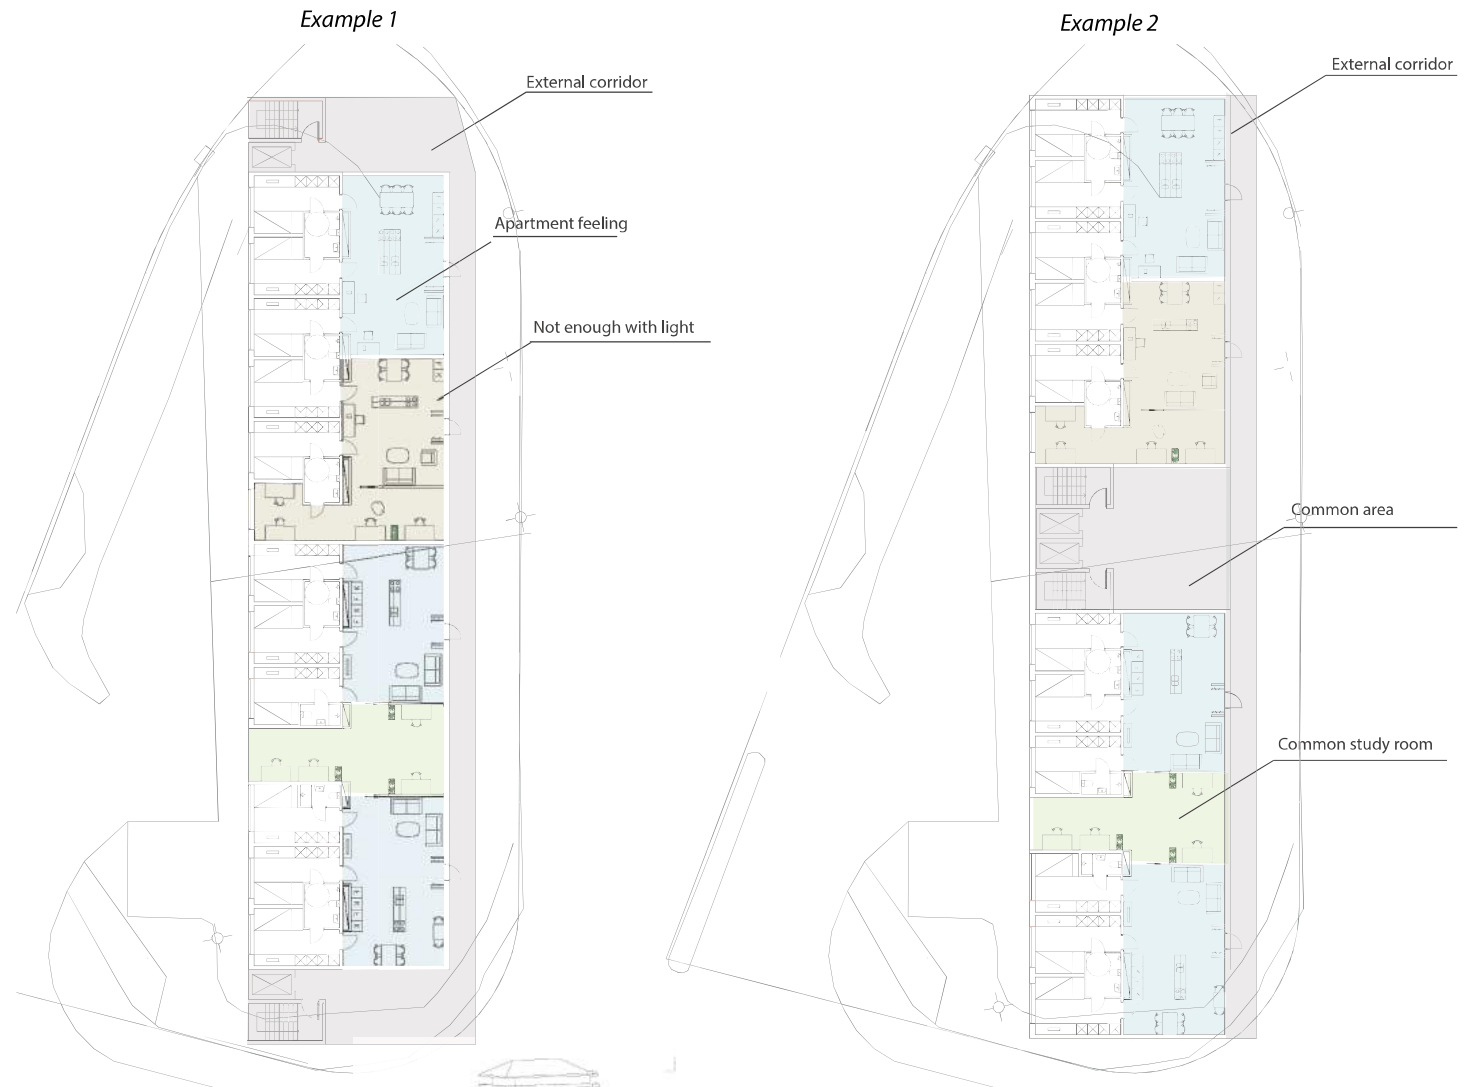 Example 1
External corridor
Apartment feeling
Not enough with light
Example 2
External corridor
Common area
Common study room